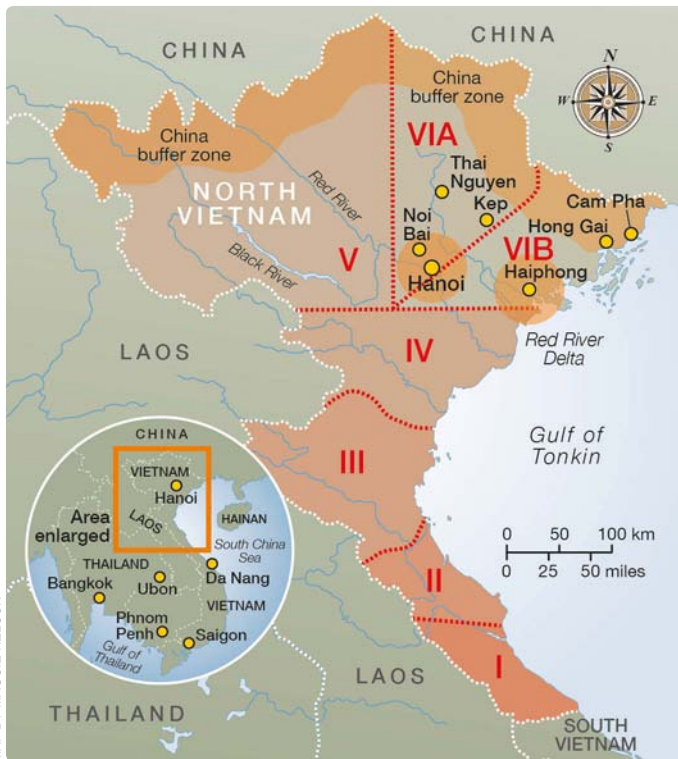 CHINA
CHINA
China
buffer zone
China
buffer zone
N
W
E
S
VIA
Thai
Nguyen
Kep
Cam Pha
Hong Gai
NORTH
VIETNAM
Red River
Noi
Bai
VIB
Black River
V
Hanoi
Haiphong
LAOS
IV
Red River
Delta
III
Gulf of
Tonkin
CHINA
VIETNAM
Hanoi
Area
enlarged
LAOS
HAINAN
South China
Sea
THAILAND
Ubon
Da Nang
Bangkok
VIETNAM
Phnom
Penh
Saigon
Gulf of
Thailand
0 50 100 km
0 25 50 miles
II
I
LAOS
THAILAND
SOUTH
VIETNAM